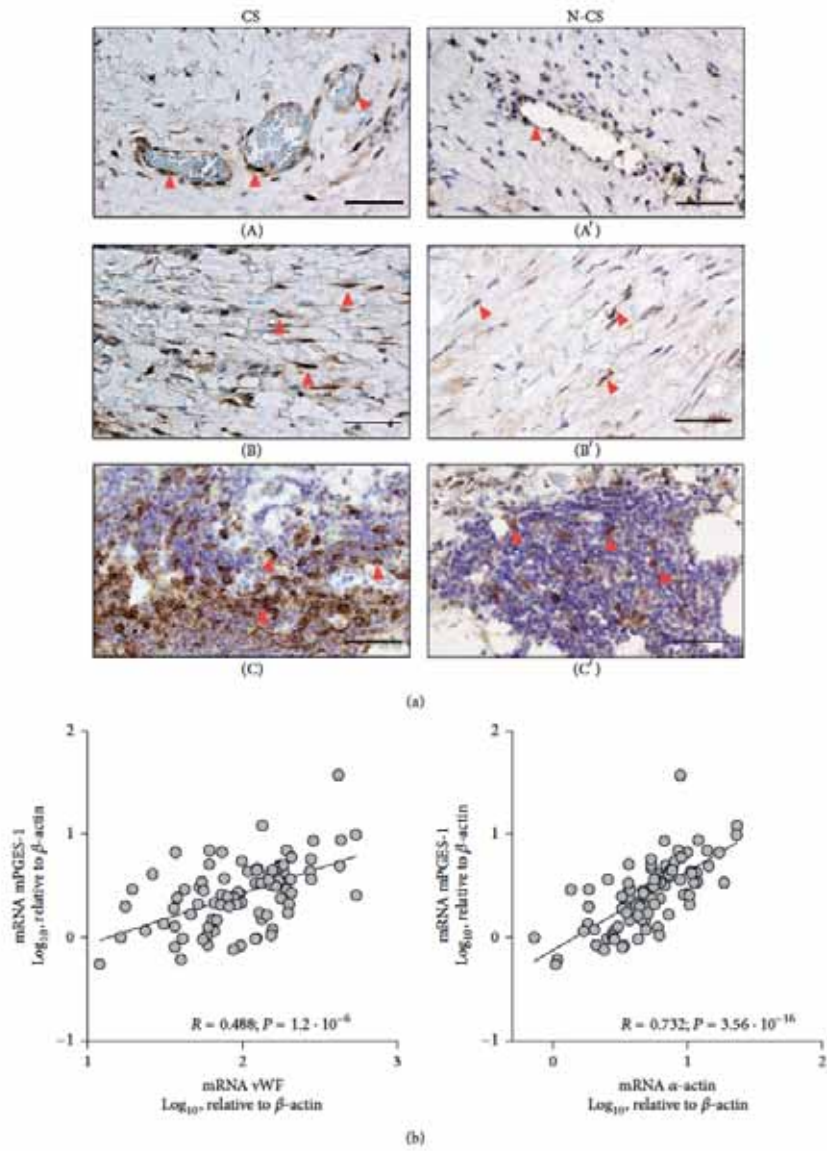 CS N-CS
(A) (A′)
(B) (B′)
(C) (C′)
(a)
2
1
0
−1
mRNA mPGES-1
Log₁₀, relative to β-actin
R = 0.488; P = 1.2 · 10⁻⁶
1 2 3
mRNA vWF
Log₁₀, relative to β-actin
2
1
0
−1
mRNA mPGES-1
Log₁₀, relative to β-actin
R = 0.732; P = 3.56 · 10⁻¹⁶
0 1 2
mRNA α-actin
Log₁₀, relative to β-actin
(b)